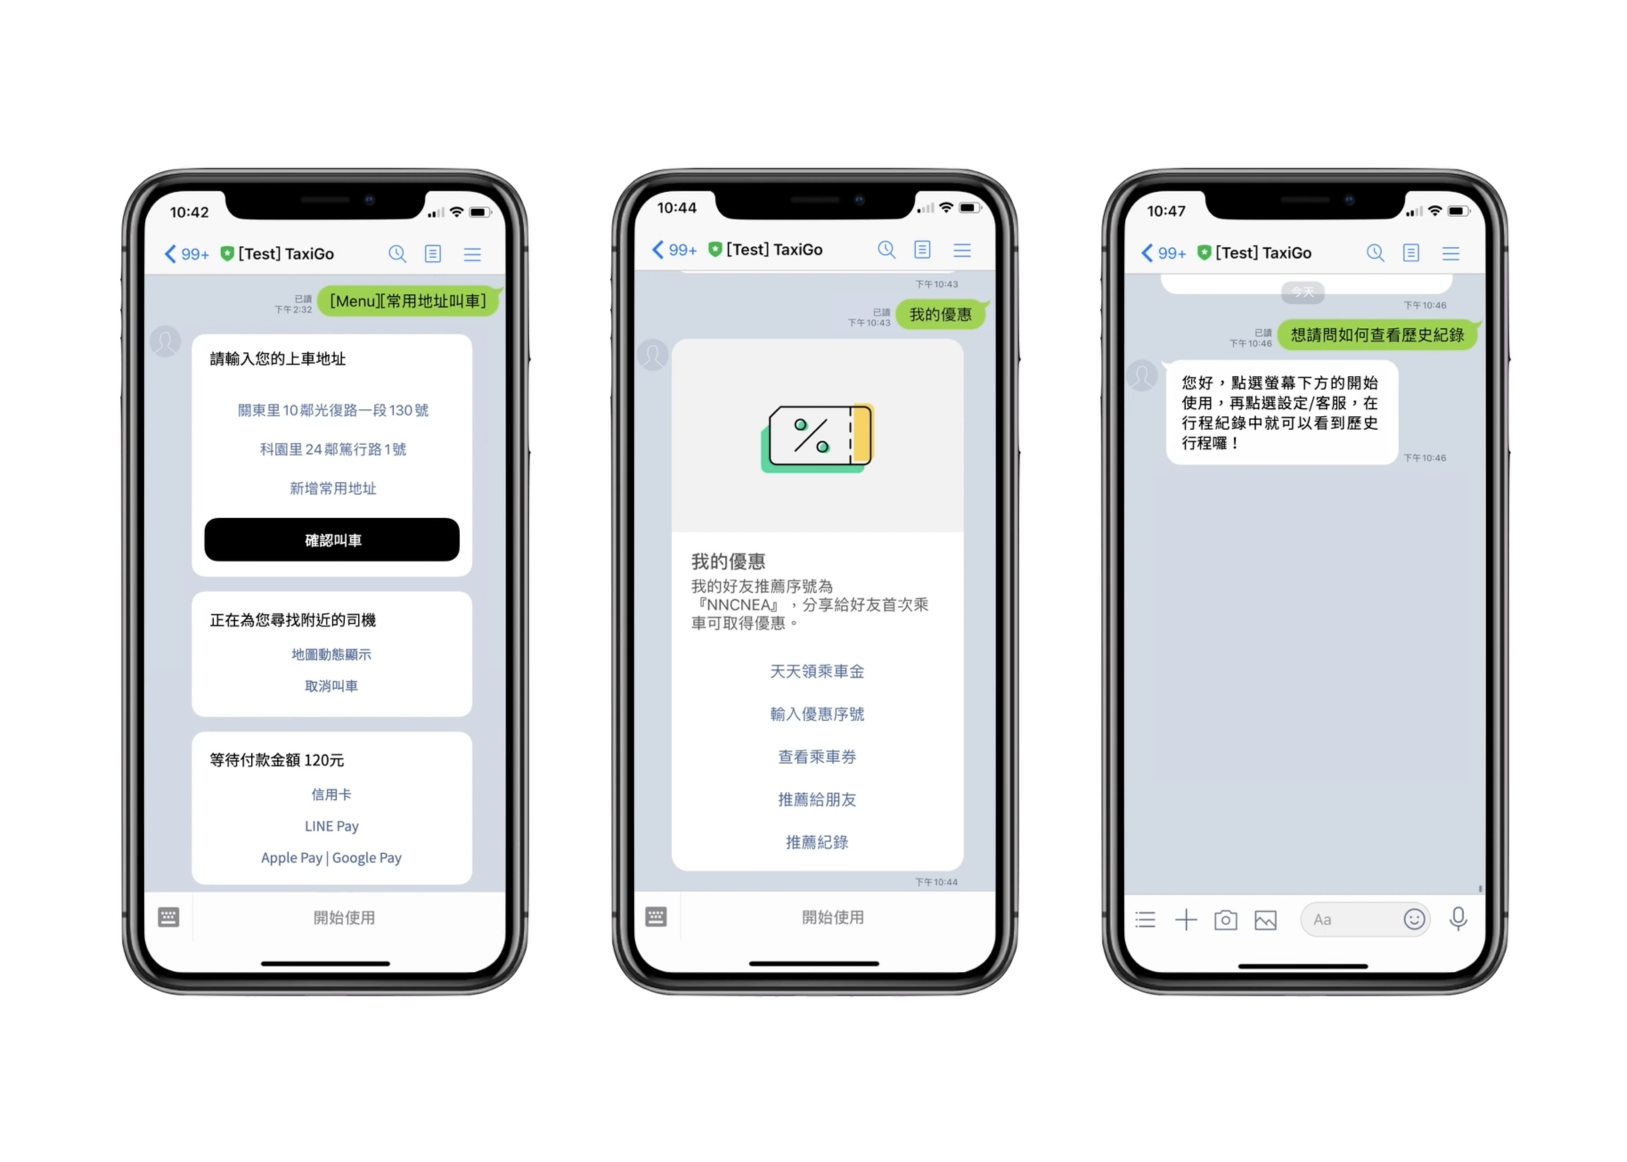 10:42
99+
[Test] TaxiGo
已讀
下午2:32
[Menu][常用地址叫車]
請輸入您的上車地址
關東里10鄰光復路一段130號
科園里24鄰篤行路1號
新增常用地址
確認叫車
正在為您尋找附近的司機
地圖動態顯示
取消叫車
等待付款金額 120元
信用卡
LINE Pay
Apple Pay | Google Pay
開始使用
10:44
99+
[Test] TaxiGo
下午10:43
已讀
下午10:43
我的優惠
我的優惠
我的好友推薦序號為
『NNCNEA』，分享給好友首次乘
車可取得優惠。
天天領乘車金
輸入優惠序號
查看乘車券
推薦給朋友
推薦紀錄
下午10:44
開始使用
10:47
99+
[Test] TaxiGo
今天
下午10:46
已讀
下午10:46
想請問如何查看歷史紀錄
您好，點選螢幕下方的開始
使用，再點選設定/客服，在
行程紀錄中就可以看到歷史
行程囉！
下午10:46
Aa